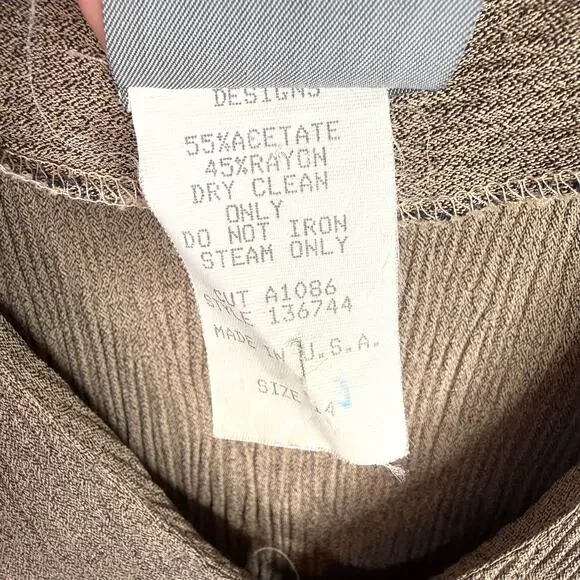 DESIGNS
55%ACETATE
45%RAYON
DRY CLEAN
ONLY
DO NOT IRON
STEAM ONLY
CUT A1086
STYLE 136744
MADE IN U.S.A.
SIZE 14